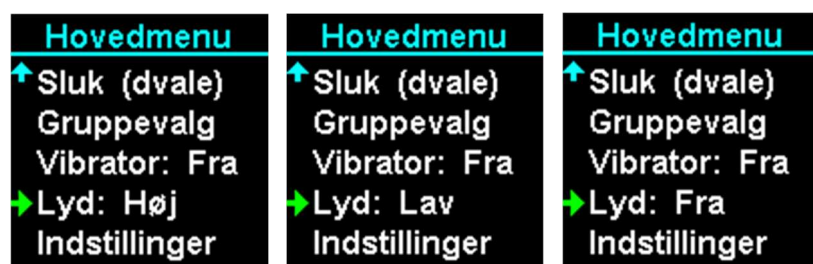 Hovedmenu
Sluk (dvale)
Gruppevalg
Vibrator: Fra
Lyd: Høj
Indstillinger
Hovedmenu
Sluk (dvale)
Gruppevalg
Vibrator: Fra
Lyd: Lav
Indstillinger
Hovedmenu
Sluk (dvale)
Gruppevalg
Vibrator: Fra
Lyd: Fra
Indstillinger